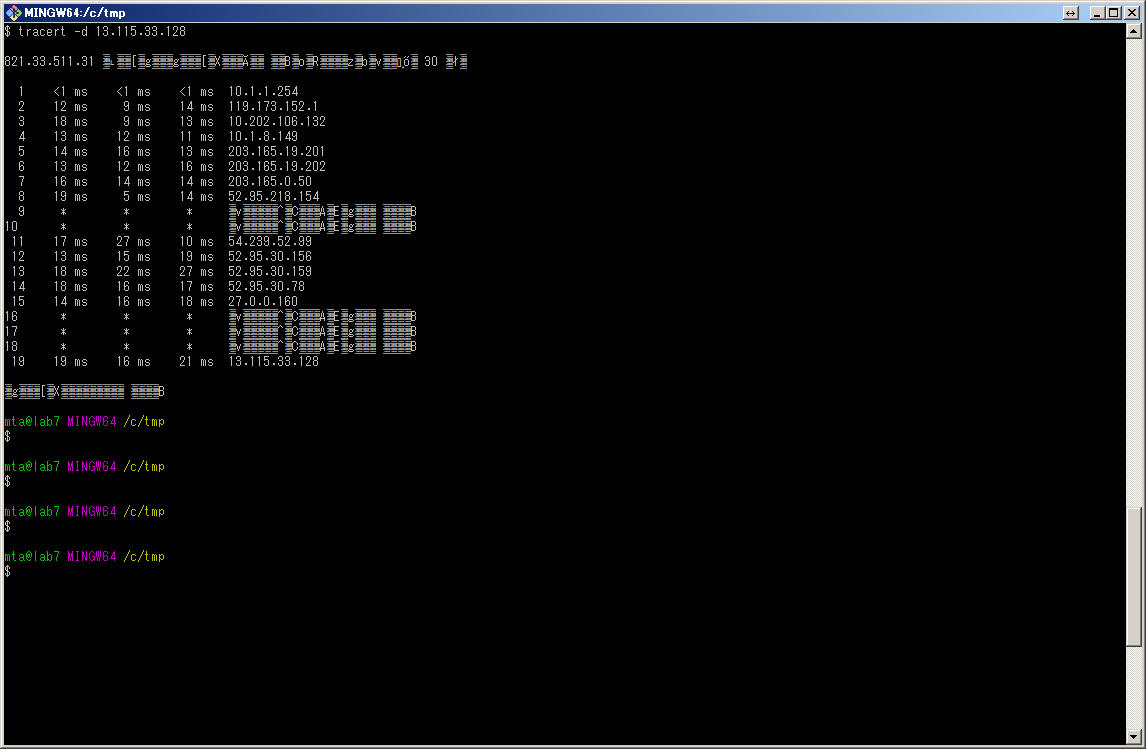 MINGW64:/c/tmp
$ tracert -d 13.115.33.128
821.33.511.31 30
1 <1 ms <1 ms <1 ms 10.1.1.254
2 12 ms 9 ms 14 ms 119.173.152.1
3 18 ms 9 ms 13 ms 10.202.106.132
4 13 ms 12 ms 11 ms 10.1.8.149
5 14 ms 16 ms 13 ms 203.165.19.201
6 13 ms 12 ms 16 ms 203.165.19.202
7 16 ms 14 ms 14 ms 203.165.0.50
8 19 ms 5 ms 14 ms 52.95.218.154
9 * * *
10 * * *
11 17 ms 27 ms 10 ms 54.239.52.99
12 13 ms 15 ms 19 ms 52.95.30.156
13 18 ms 22 ms 27 ms 52.95.30.159
14 18 ms 16 ms 17 ms 52.95.30.78
15 14 ms 16 ms 18 ms 27.0.0.160
16 * * *
17 * * *
18 * * *
19 19 ms 16 ms 21 ms 13.115.33.128
mta@lab7 MINGW64 /c/tmp
$
mta@lab7 MINGW64 /c/tmp
$
mta@lab7 MINGW64 /c/tmp
$
mta@lab7 MINGW64 /c/tmp
$